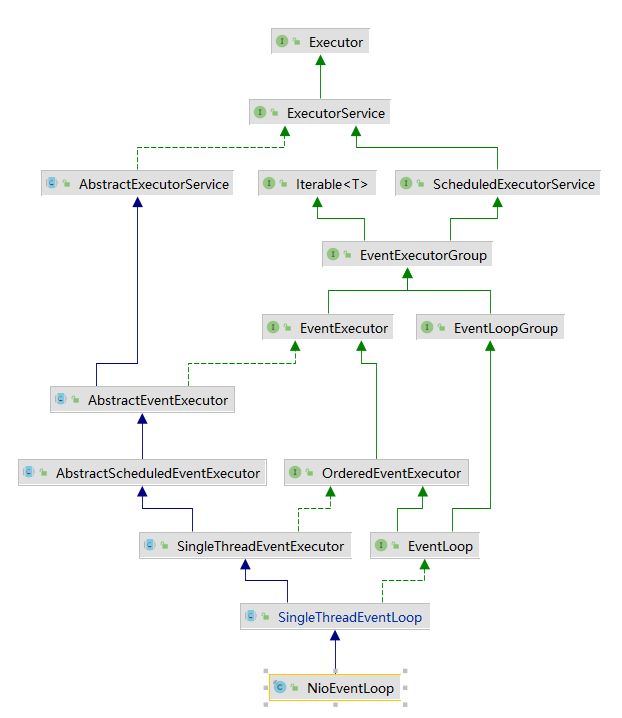 Executor
ExecutorService
AbstractExecutorService
Iterable<T>
ScheduledExecutorService
EventExecutorGroup
EventExecutor
EventLoopGroup
AbstractEventExecutor
AbstractScheduledEventExecutor
OrderedEventExecutor
SingleThreadEventExecutor
EventLoop
SingleThreadEventLoop
NioEventLoop